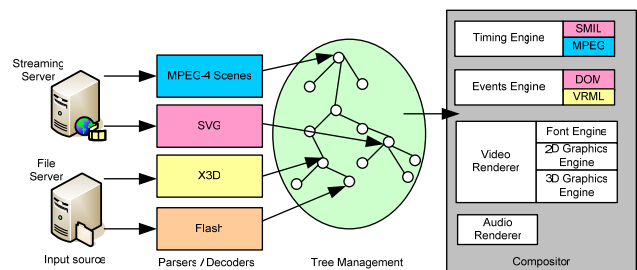 Streaming
Server
File
Server
Input source
MPEG-4 Scenes
SVG
X3D
Flash
Parsers / Decoders
Tree Management
Timing Engine
SMIL
MPEG
Events Engine
DOM
VRML
Video
Renderer
Font Engine
2D Graphics
Engine
3D Graphics
Engine
Audio
Renderer
Compositor